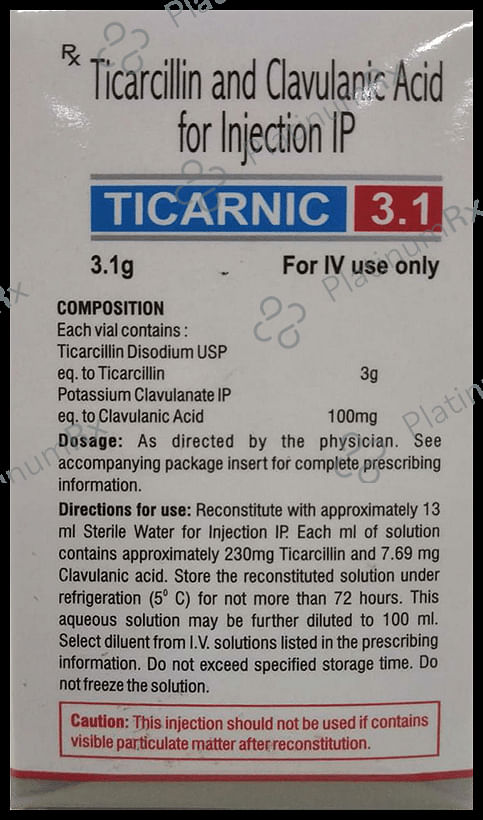 Rx Ticarcillin and Clavulanic Acid
for Injection IP
TICARNIC 3.1
3.1g For IV use only
COMPOSITION
Each vial contains :
Ticarcillin Disodium USP
eq. to Ticarcillin 3g
Potassium Clavulanate IP
eq. to Clavulanic Acid 100mg
Dosage: As directed by the physician. See
accompanying package insert for complete prescribing
information.
Directions for use: Reconstitute with approximately 13
ml Sterile Water for Injection IP. Each ml of solution
contains approximately 230mg Ticarcillin and 7.69 mg
Clavulanic acid. Store the reconstituted solution under
refrigeration (5⁰ C) for not more than 72 hours. This
aqueous solution may be further diluted to 100 ml.
Select diluent from I.V. solutions listed in the prescribing
information. Do not exceed specified storage time. Do
not freeze the solution.
Caution: This injection should not be used if contains
visible particulate matter after reconstitution.
PlatinumRx
PlatinumRx
PlatinumRx
Rx
Platin
inumRx